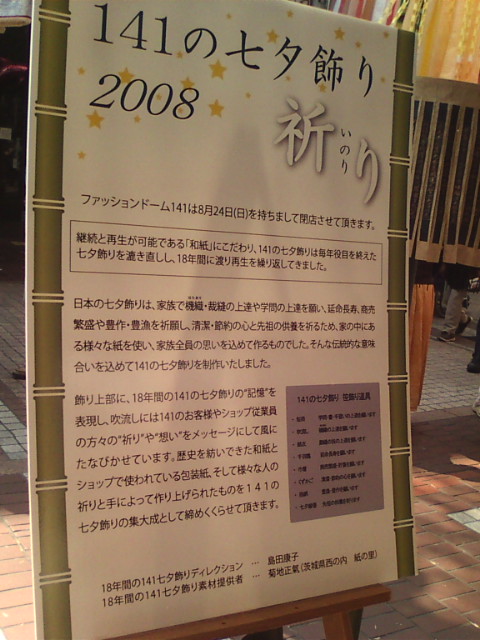 141の七夕飾り
2008
祈り
いのり
ファッションドーム141は8月24日(日)を持ちまして閉店させて頂きます。
継続と再生が可能である「和紙」にこだわり、141の七夕飾りは毎年役目を終えた
七夕飾りを漉き直しし、18年間に渡り再生を繰り返してきました。
日本の七夕飾りは、家族で機織・裁縫の上達や学問の上達を願い、延命長寿、商売
繁盛や豊作・豊漁を祈願し、清潔・節約の心と先祖の供養を祈るため、家の中にあ
る様々な紙を使い、家族全員の思いを込めて作るものでした。そんな伝統的な意味
合いを込めて141の七夕飾りを制作いたしました。
飾り上部に、18年間の141の七夕飾りの"記憶"を
表現し、吹流しには141のお客様やショップ従業員
の方々の"祈り"や"想い"をメッセージにして風に
たなびかせています。歴史を紡いできた和紙と
ショップで使われている包装紙、そして様々な人の
祈りと手によって作り上げられたものを141の
七夕飾りの集大成として締めくくらせて頂きます。
141の七夕飾り 笹飾り道具
18年間の141七夕飾りディレクション … 島田康子
18年間の141七夕飾り素材提供者 … 菊地正氣(茨城県西の内 紙の里)